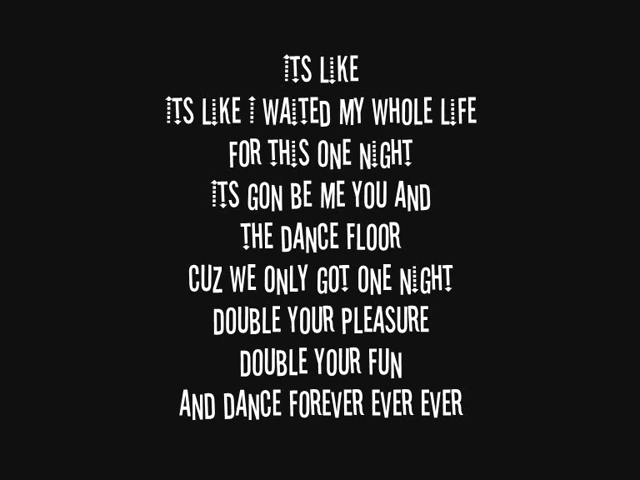 ITS LIKE
ITS LIKE I WAITED MY WHOLE LIFE
FOR THIS ONE NIGHT
ITS GON BE ME YOU AND
THE DANCE FLOOR
CUZ WE ONLY GOT ONE NIGHT
DOUBLE YOUR PLEASURE
DOUBLE YOUR FUN
AND DANCE FOREVER EVER EVER